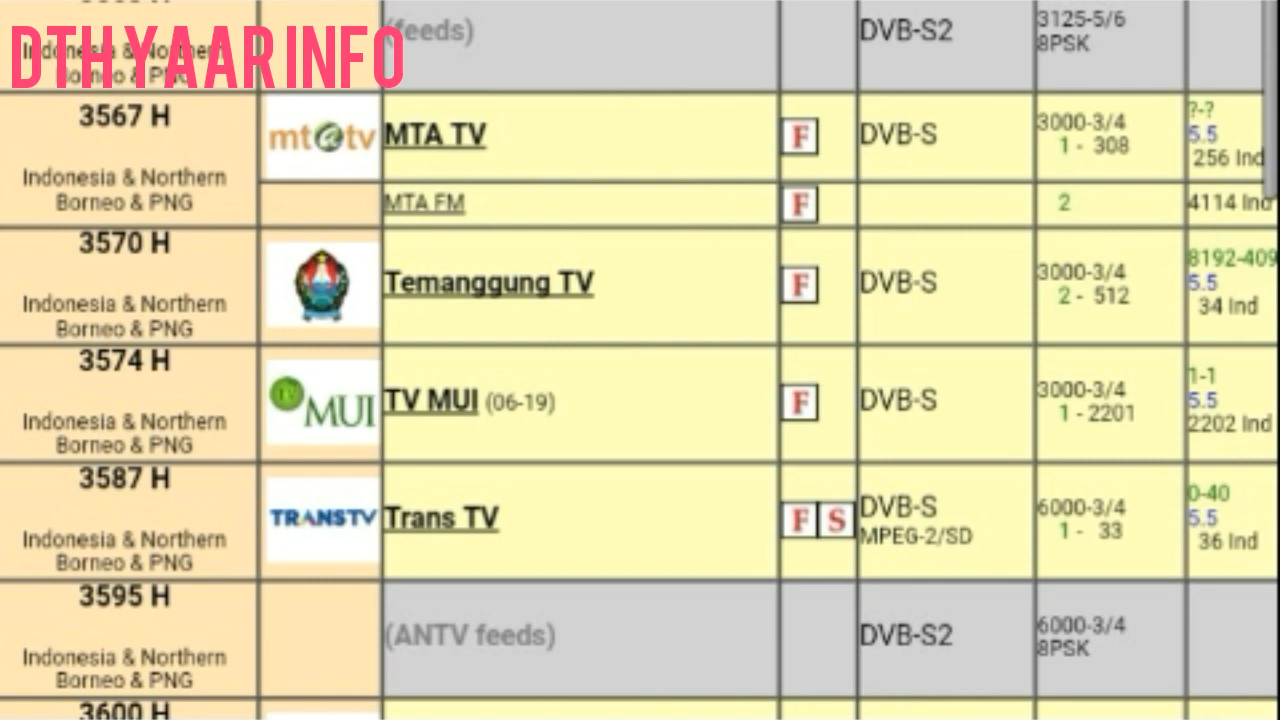 DTH YAAR INFO
(feeds)
DVB-S2
3125-5/6
8PSK
Indonesia & Northern
Borneo & PNG
3567 H
Indonesia & Northern
Borneo & PNG
mtatv
MTA TV
F
DVB-S
3000-3/4
1 - 308
?-?
5.5
256 Ind
MTA FM
F
2
4114 Ind
3570 H
Indonesia & Northern
Borneo & PNG
Temanggung TV
F
DVB-S
3000-3/4
2 - 512
8192-409
5.5
34 Ind
3574 H
Indonesia & Northern
Borneo & PNG
MUI
TV MUI (06-19)
F
DVB-S
3000-3/4
1 - 2201
1-1
5.5
2202 Ind
3587 H
Indonesia & Northern
Borneo & PNG
TRANSTV
Trans TV
F S
DVB-S
MPEG-2/SD
6000-3/4
1 - 33
0-40
5.5
36 Ind
3595 H
Indonesia & Northern
Borneo & PNG
(ANTV feeds)
DVB-S2
6000-3/4
8PSK
3600 H